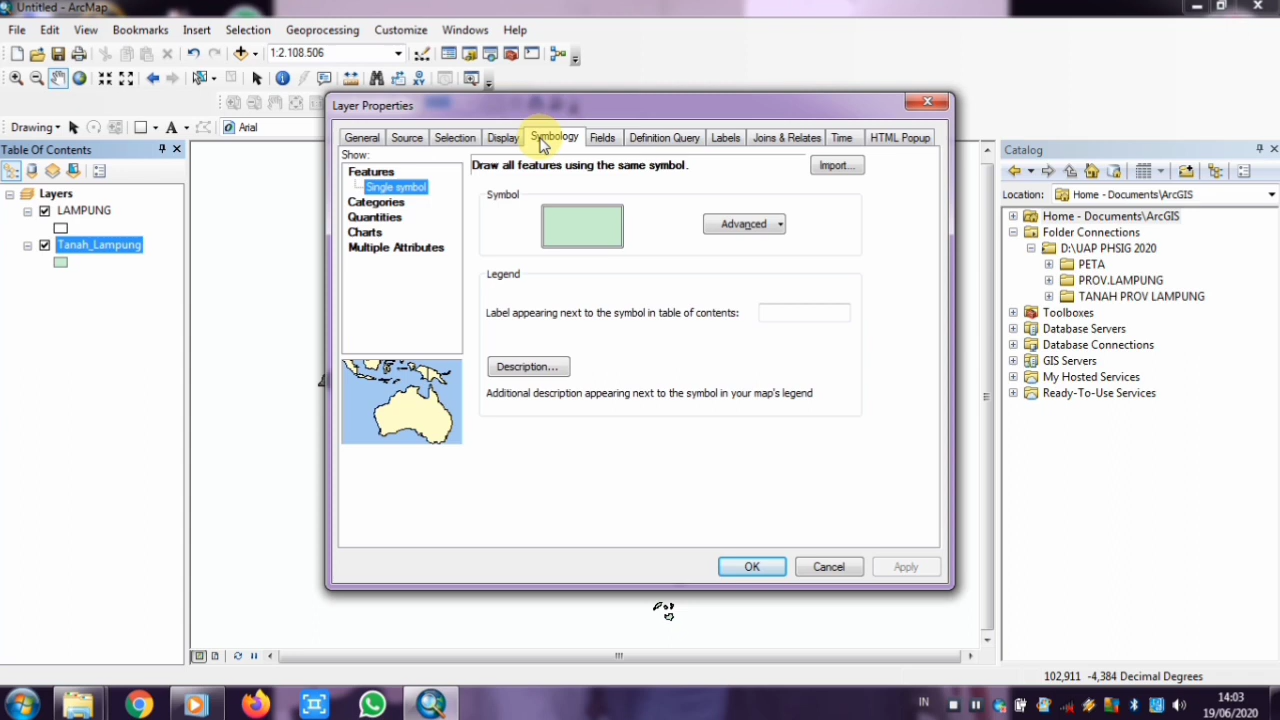 Untitled - ArcMap
File Edit View Bookmarks Insert Selection Geoprocessing Customize Windows Help
1:2.108.506
Drawing Arial
Table Of Contents
Layers
LAMPUNG
Tanah_Lampung
Layer Properties
General Source Selection Display Symbology Fields Definition Query Labels Joins & Relates Time HTML Popup
Show:
Features
Single symbol
Categories
Quantities
Charts
Multiple Attributes
Draw all features using the same symbol.
Import...
Symbol
Advanced
Legend
Label appearing next to the symbol in table of contents:
Description...
Additional description appearing next to the symbol in your map's legend
OK Cancel Apply
Catalog
Location: Home - Documents\ArcGIS
Home - Documents\ArcGIS
Folder Connections
D:\UAP PHSIG 2020
PETA
PROV.LAMPUNG
TANAH PROV LAMPUNG
Toolboxes
Database Servers
Database Connections
GIS Servers
My Hosted Services
Ready-To-Use Services
102,911 -4,384 Decimal Degrees
IN
14:03
19/06/2020